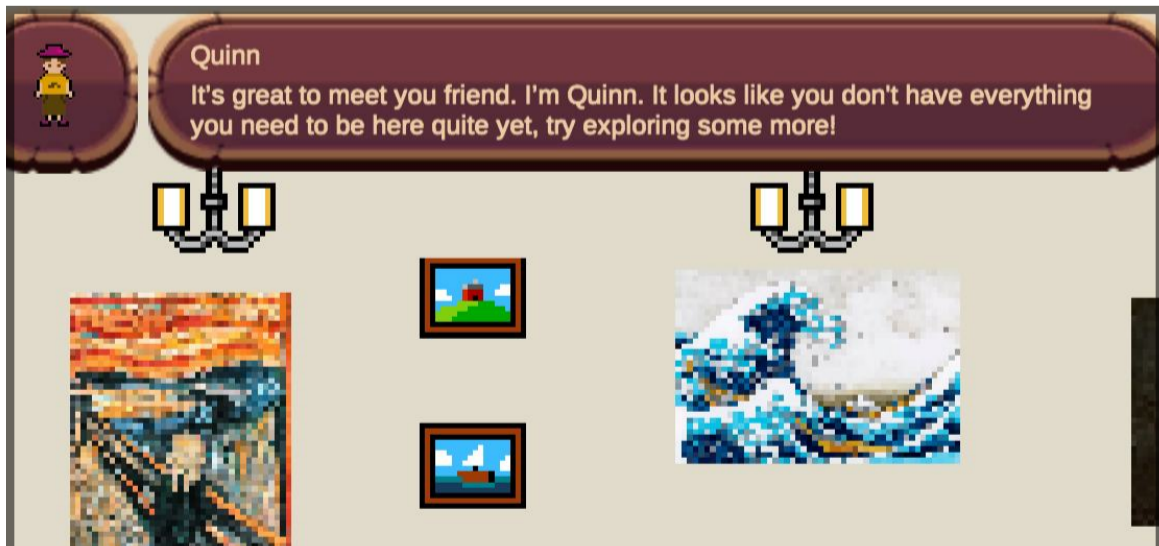 Quinn
It's great to meet you friend. I'm Quinn. It looks like you don't have everything
you need to be here quite yet, try exploring some more!